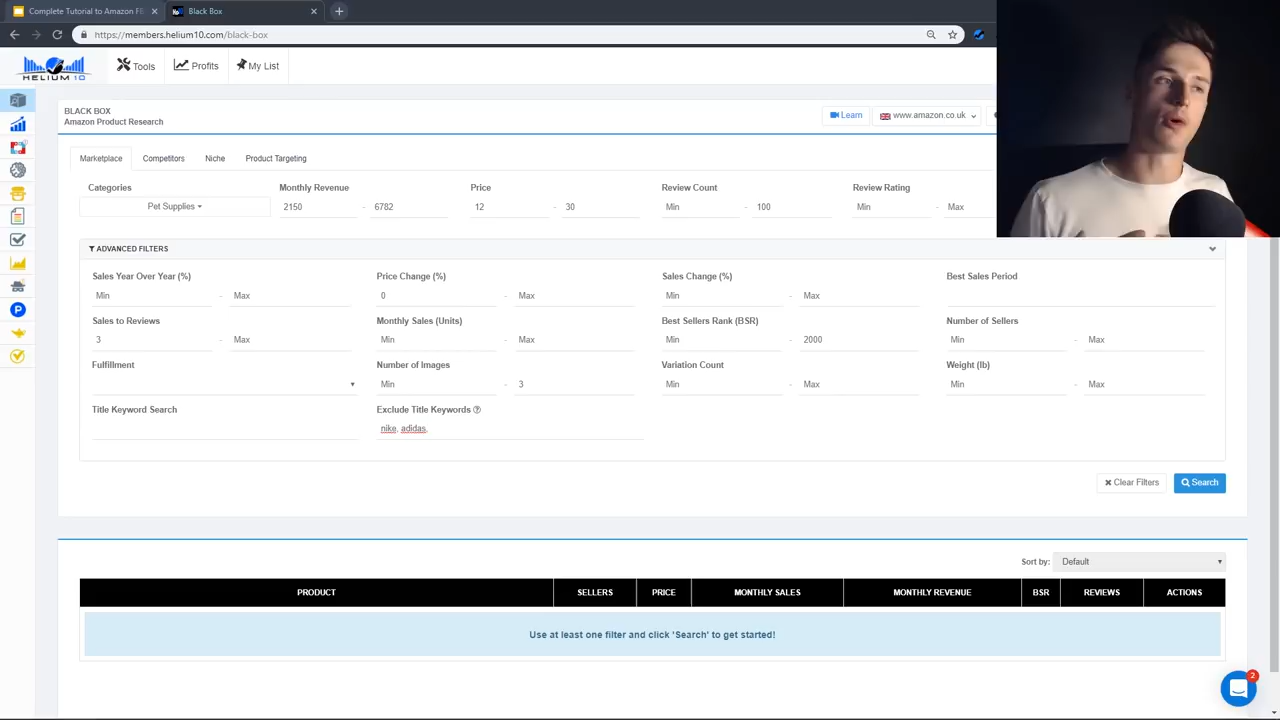 Complete Tutorial to Amazon FB
Black Box
https://members.helium10.com/black-box
HELIUM 10
Tools
Profits
My List
BLACK BOX
Amazon Product Research
Learn
www.amazon.co.uk
Marketplace
Competitors
Niche
Product Targeting
Categories
Monthly Revenue
Price
Review Count
Review Rating
Pet Supplies
2150 - 6782
12 - 30
Min - 100
Min - Max
ADVANCED FILTERS
Sales Year Over Year (%)
Price Change (%)
Sales Change (%)
Best Sales Period
Min - Max
0 - Max
Min - Max
Sales to Reviews
Monthly Sales (Units)
Best Sellers Rank (BSR)
Number of Sellers
3 - Max
Min - Max
Min - 2000
Min - Max
Fulfillment
Number of Images
Variation Count
Weight (lb)
Min - 3
Min - Max
Min - Max
Title Keyword Search
Exclude Title Keywords
nike, adidas,
Clear Filters
Search
Sort by: Default
PRODUCT
SELLERS
PRICE
MONTHLY SALES
MONTHLY REVENUE
BSR
REVIEWS
ACTIONS
Use at least one filter and click 'Search' to get started!
2